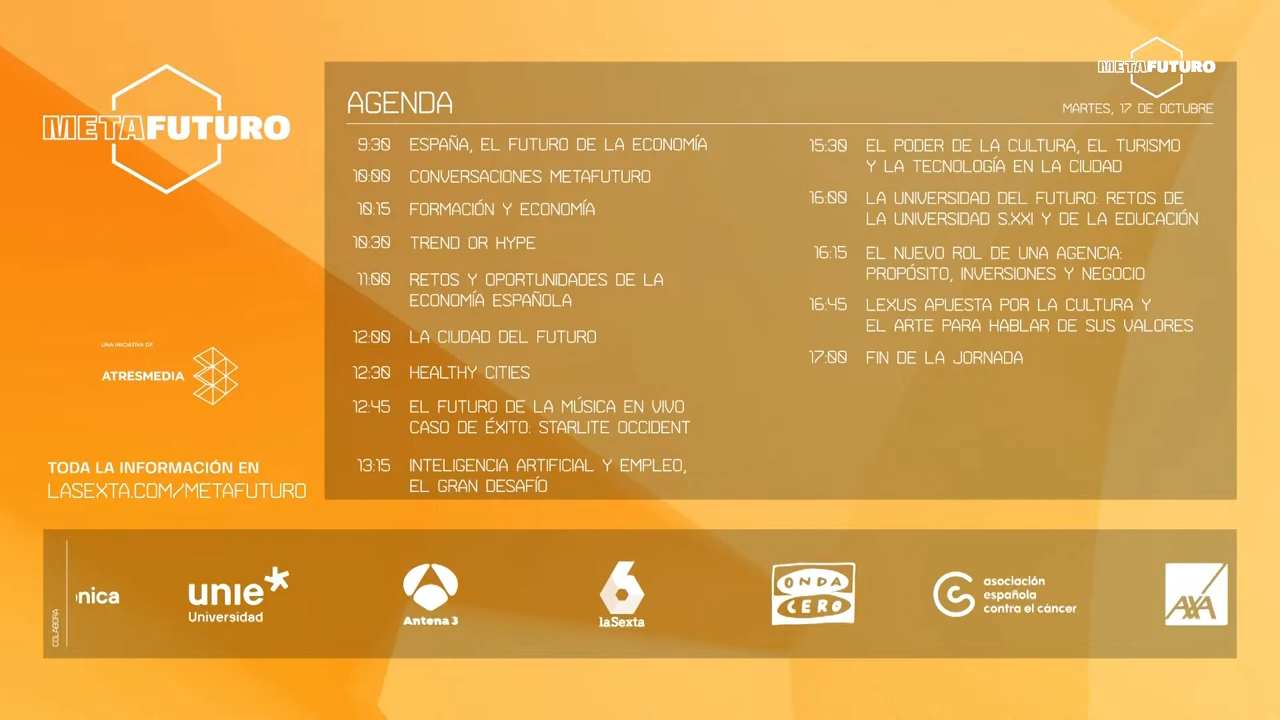 METAFUTURO
METAFUTURO
AGENDA
MARTES, 17 DE OCTUBRE
9:30 ESPAÑA, EL FUTURO DE LA ECONOMÍA
10:00 CONVERSACIONES METAFUTURO
10:15 FORMACIÓN Y ECONOMÍA
10:30 TREND OR HYPE
11:00 RETOS Y OPORTUNIDADES DE LA
ECONOMÍA ESPAÑOLA
12:00 LA CIUDAD DEL FUTURO
12:30 HEALTHY CITIES
12:45 EL FUTURO DE LA MÚSICA EN VIVO
CASO DE ÉXITO: STARLITE OCCIDENT
13:15 INTELIGENCIA ARTIFICIAL Y EMPLEO,
EL GRAN DESAFÍO
15:30 EL PODER DE LA CULTURA, EL TURISMO
Y LA TECNOLOGÍA EN LA CIUDAD
16:00 LA UNIVERSIDAD DEL FUTURO: RETOS DE
LA UNIVERSIDAD S.XXI Y DE LA EDUCACIÓN
16:15 EL NUEVO ROL DE UNA AGENCIA:
PROPÓSITO, INVERSIONES Y NEGOCIO
16:45 LEXUS APUESTA POR LA CULTURA Y
EL ARTE PARA HABLAR DE SUS VALORES
17:00 FIN DE LA JORNADA
UNA INICIATIVA DE
ATRESMEDIA
TODA LA INFORMACIÓN EN
LASEXTA.COM/METAFUTURO
COLABORA
nica
unie
Universidad
Antena 3
laSexta
ONDA
CERO
asociación
española
contra el cáncer
AXA